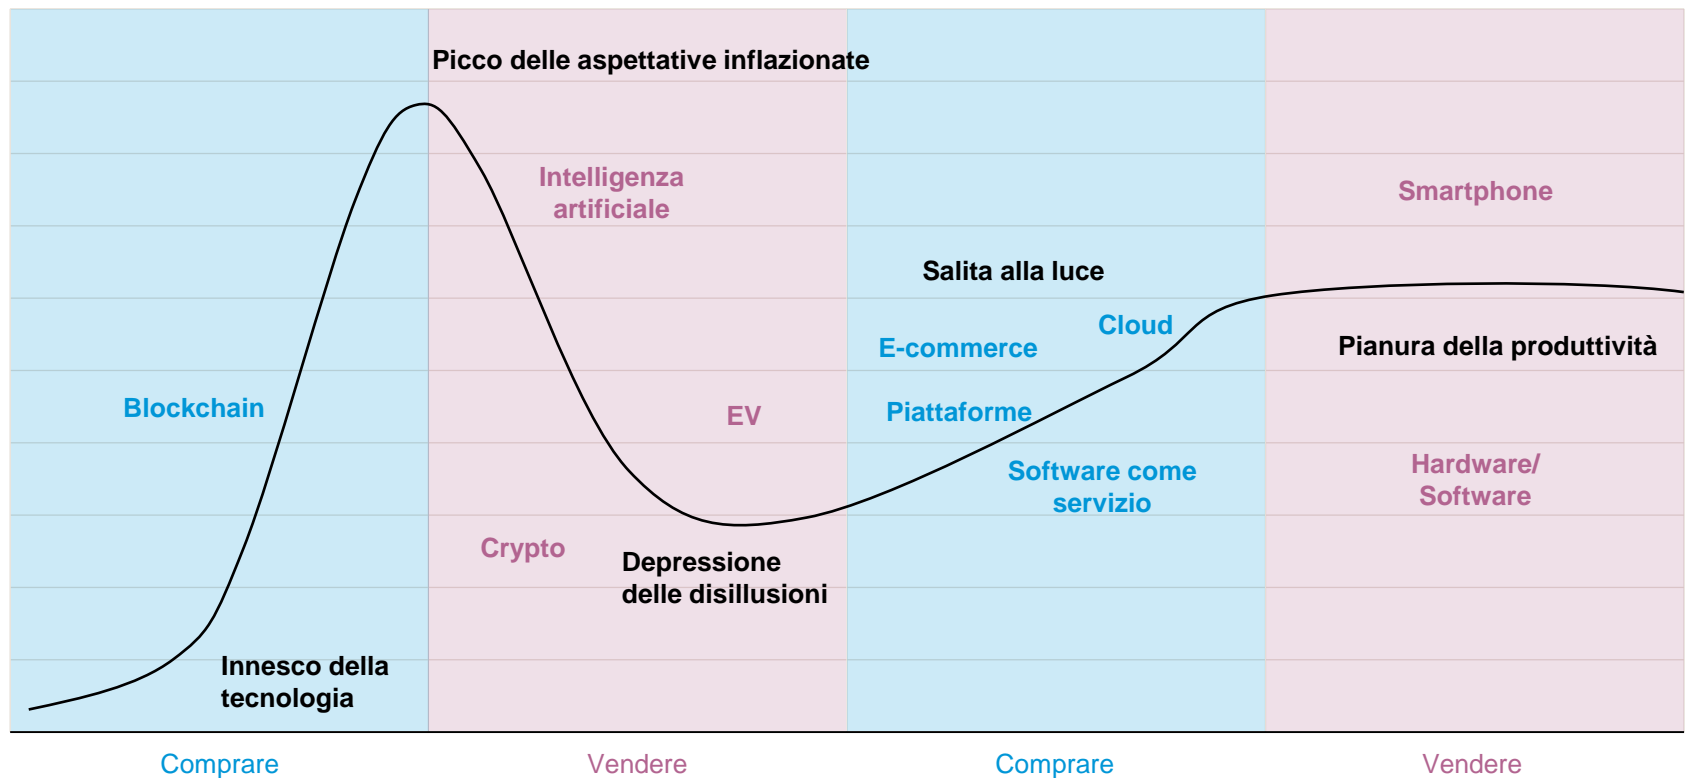 Picco delle aspettative inflazionate
Intelligenza
artificiale
Smartphone
Salita alla luce
Cloud
E-commerce
Pianura della produttività
Blockchain
EV
Piattaforme
Software come
servizio
Hardware/
Software
Crypto
Depressione
delle disillusioni
Innesco della
tecnologia
Comprare
Vendere
Comprare
Vendere